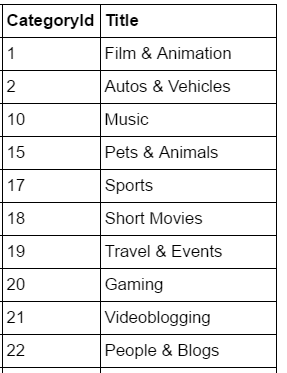 CategoryId Title
1 Film & Animation
2 Autos & Vehicles
10 Music
15 Pets & Animals
17 Sports
18 Short Movies
19 Travel & Events
20 Gaming
21 Videoblogging
22 People & Blogs